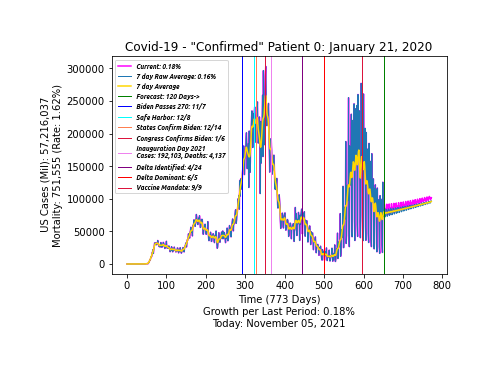 Covid-19 - "Confirmed" Patient 0: January 21, 2020
US Cases (Mil): 57,216,037
Mortality: 751,555 (Rate: 1.62%)
300000
250000
200000
150000
100000
50000
0
Current: 0.18%
7 day Raw Average: 0.16%
7 day Average
Forecast: 120 Days->
Biden Passes 270: 11/7
Safe Harbor: 12/8
States Confirm Biden: 12/14
Congress Confirms Biden: 1/6
Inauguration Day 2021
Cases: 192,103, Deaths: 4,137
Delta Identified: 4/24
Delta Dominant: 6/5
Vaccine Mandate: 9/9
0 100 200 300 400 500 600 700 800
Time (773 Days)
Growth per Last Period: 0.18%
Today: November 05, 2021